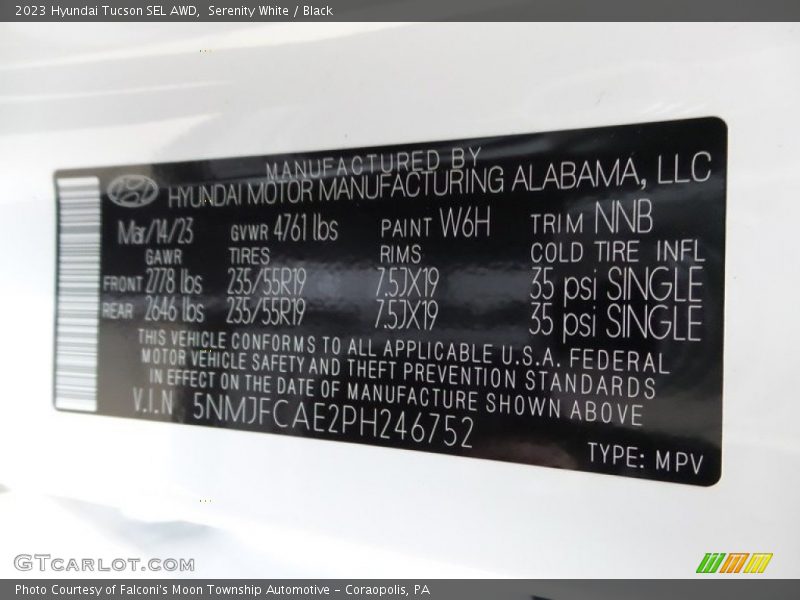 2023 Hyundai Tucson SEL AWD,  Serenity White / Black
MANUFACTURED BY
HYUNDAI MOTOR MANUFACTURING ALABAMA, LLC
Mar/14/23 GVWR 4761 lbs PAINT W6H TRIM NNB
GAWR TIRES RIMS COLD TIRE INFL
FRONT 2778 lbs 235/55R19 7.5JX19 35 psi SINGLE
REAR 2646 lbs 235/55R19 7.5JX19 35 psi SINGLE
THIS VEHICLE CONFORMS TO ALL APPLICABLE U.S.A. FEDERAL
MOTOR VEHICLE SAFETY AND THEFT PREVENTION STANDARDS
IN EFFECT ON THE DATE OF MANUFACTURE SHOWN ABOVE
V.I.N 5NMJFCAE2PH246752
TYPE: MPV
GTcarlot.com
Photo Courtesy of Falconi's Moon Township Automotive - Coraopolis, PA